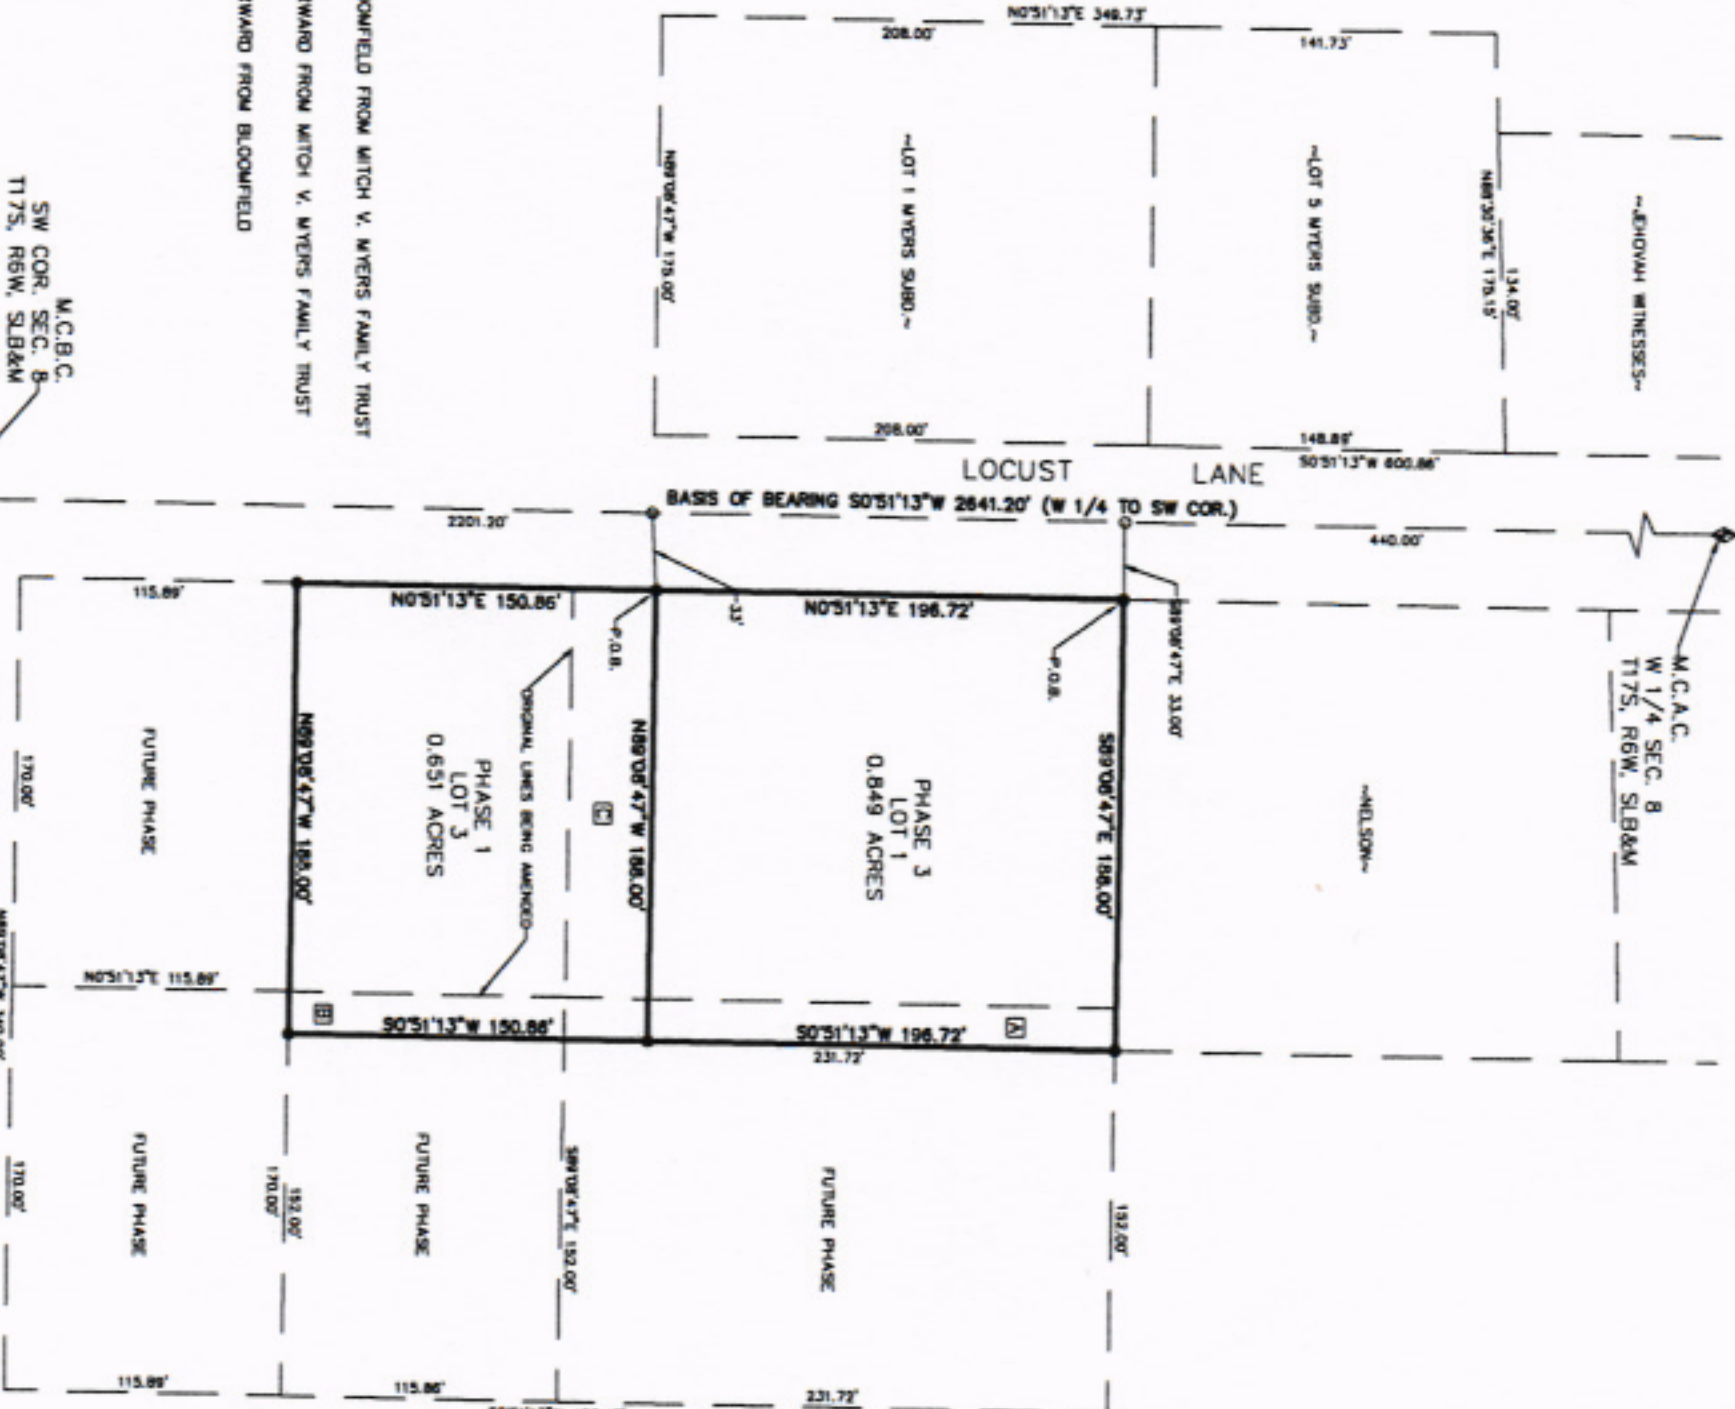 N0°51'13"E 349.73'
208.00'
141.73'
~LOT 1 MYERS SUBD.~
~LOT 5 MYERS SUBD.~
~JEHOVAH WITNESSES~
N89°08'47"W 175.00'
134.00'
208.00'
148.89'
S0°51'13"W 600.86'
LOCUST LANE
BASIS OF BEARING S0°51'13"W 2641.20' (W 1/4 TO SW COR.)
2201.20'
440.00'
FROM MITCH V. MYERS FAMILY TRUST
FROM MITCH V. MYERS FAMILY TRUST
FROM BLOOMFIELD
M.C.B.C.
SW COR. SEC. 8
T17S, R6W, SLB&M
M.C.A.C.
W 1/4 SEC. 8
T17S, R6W, SLB&M
115.89'
N0°51'13"E 150.86'
33'
N0°51'13"E 196.72'
P.O.B.
P.O.B.
S89°08'47"E 33.00'
FUTURE PHASE
170.00'
N89°08'47"W 188.00'
PHASE 1
LOT 3
0.651 ACRES
ORIGINAL LINES BEING AMENDED
C
N89°08'47"W 188.00'
PHASE 3
LOT 1
0.849 ACRES
S89°08'47"E 188.00'
~NELSON~
N0°51'13"E 115.89'
B
S0°51'13"W 150.86'
S0°51'13"W 196.72'
A
231.72'
170.00'
FUTURE PHASE
152.00'
170.00'
FUTURE PHASE
S89°08'47"E 152.00'
FUTURE PHASE
152.00'
115.89'
115.86'
231.72'